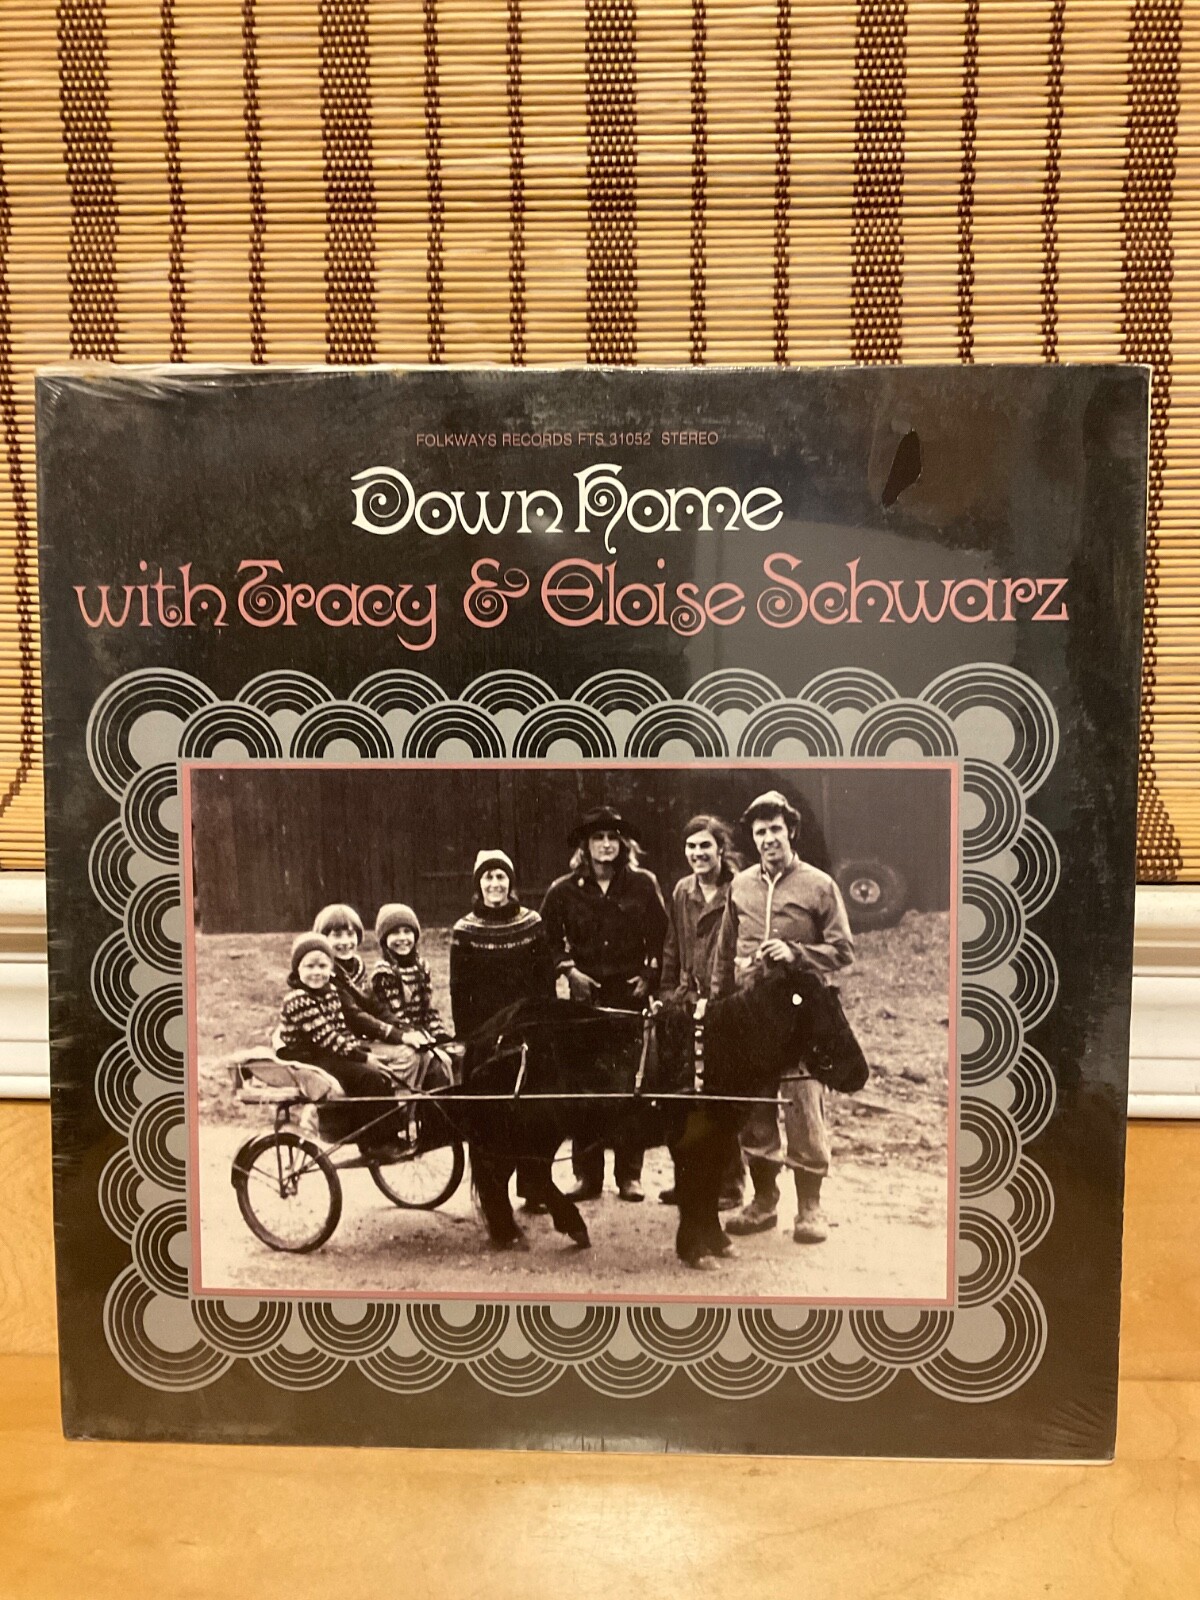 FOLKWAYS RECORDS FTS 31052 STEREO
Down Home
with Tracy & Eloise Schwarz